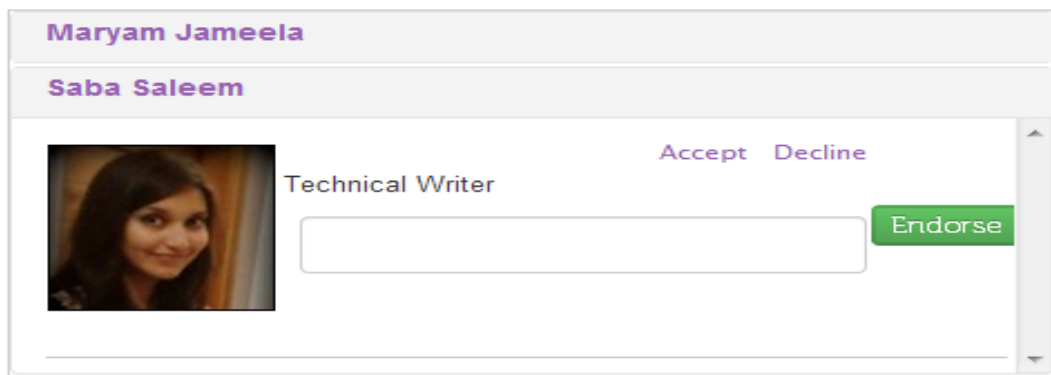 Maryam Jameela
Saba Saleem
Accept Decline
Technical Writer
Endorse